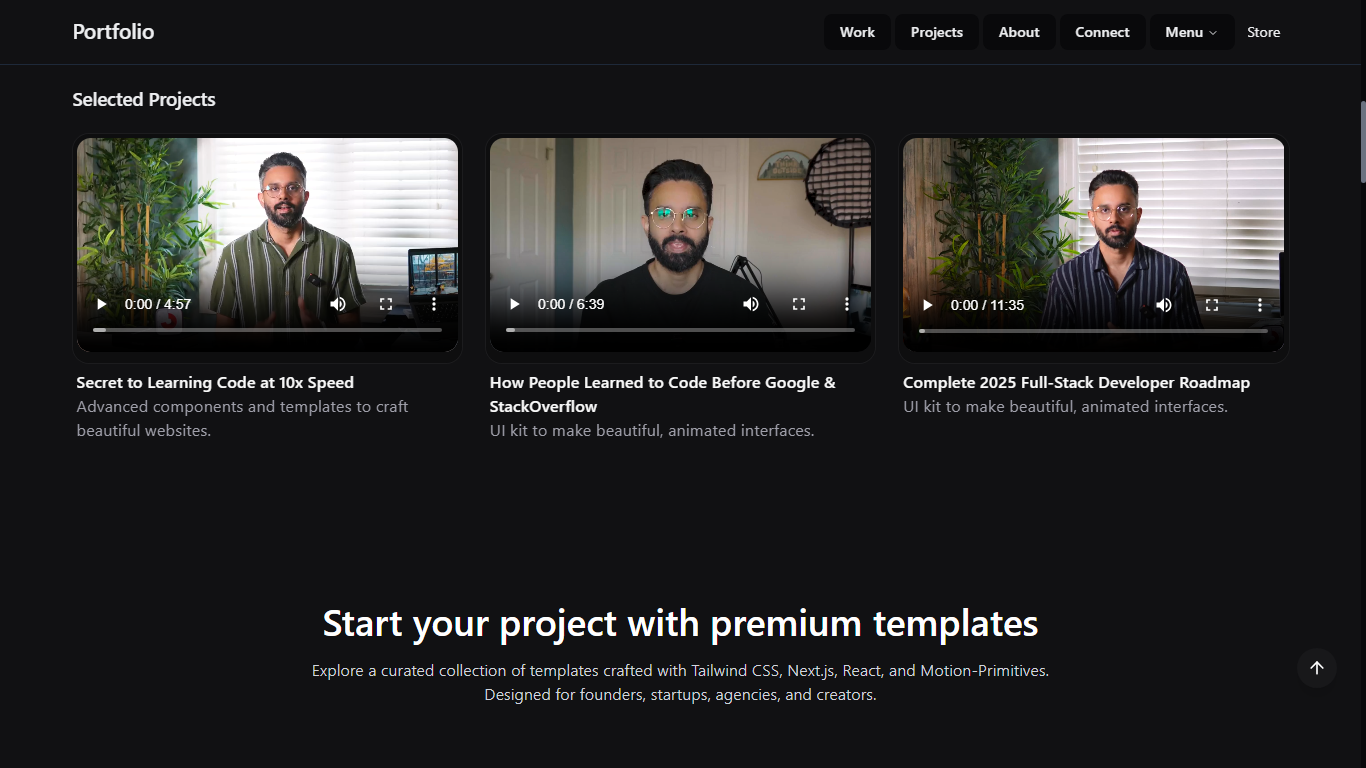 Portfolio
Work
Projects
About
Connect
Menu
Store
Selected Projects
0:00 / 4:57
0:00 / 6:39
0:00 / 11:35
Secret to Learning Code at 10x Speed
Advanced components and templates to craft
beautiful websites.
How People Learned to Code Before Google &
StackOverflow
UI kit to make beautiful, animated interfaces.
Complete 2025 Full-Stack Developer Roadmap
UI kit to make beautiful, animated interfaces.
Start your project with premium templates
Explore a curated collection of templates crafted with Tailwind CSS, Next.js, React, and Motion-Primitives.
Designed for founders, startups, agencies, and creators.